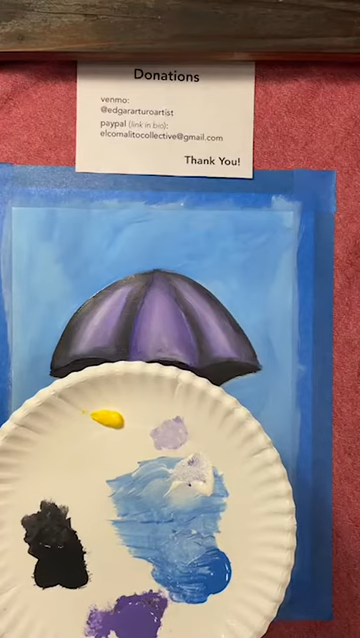 Donations
venmo:
@edgararturoartist
paypal (link in bio):
elcomalitocollective@gmail.com
Thank You!